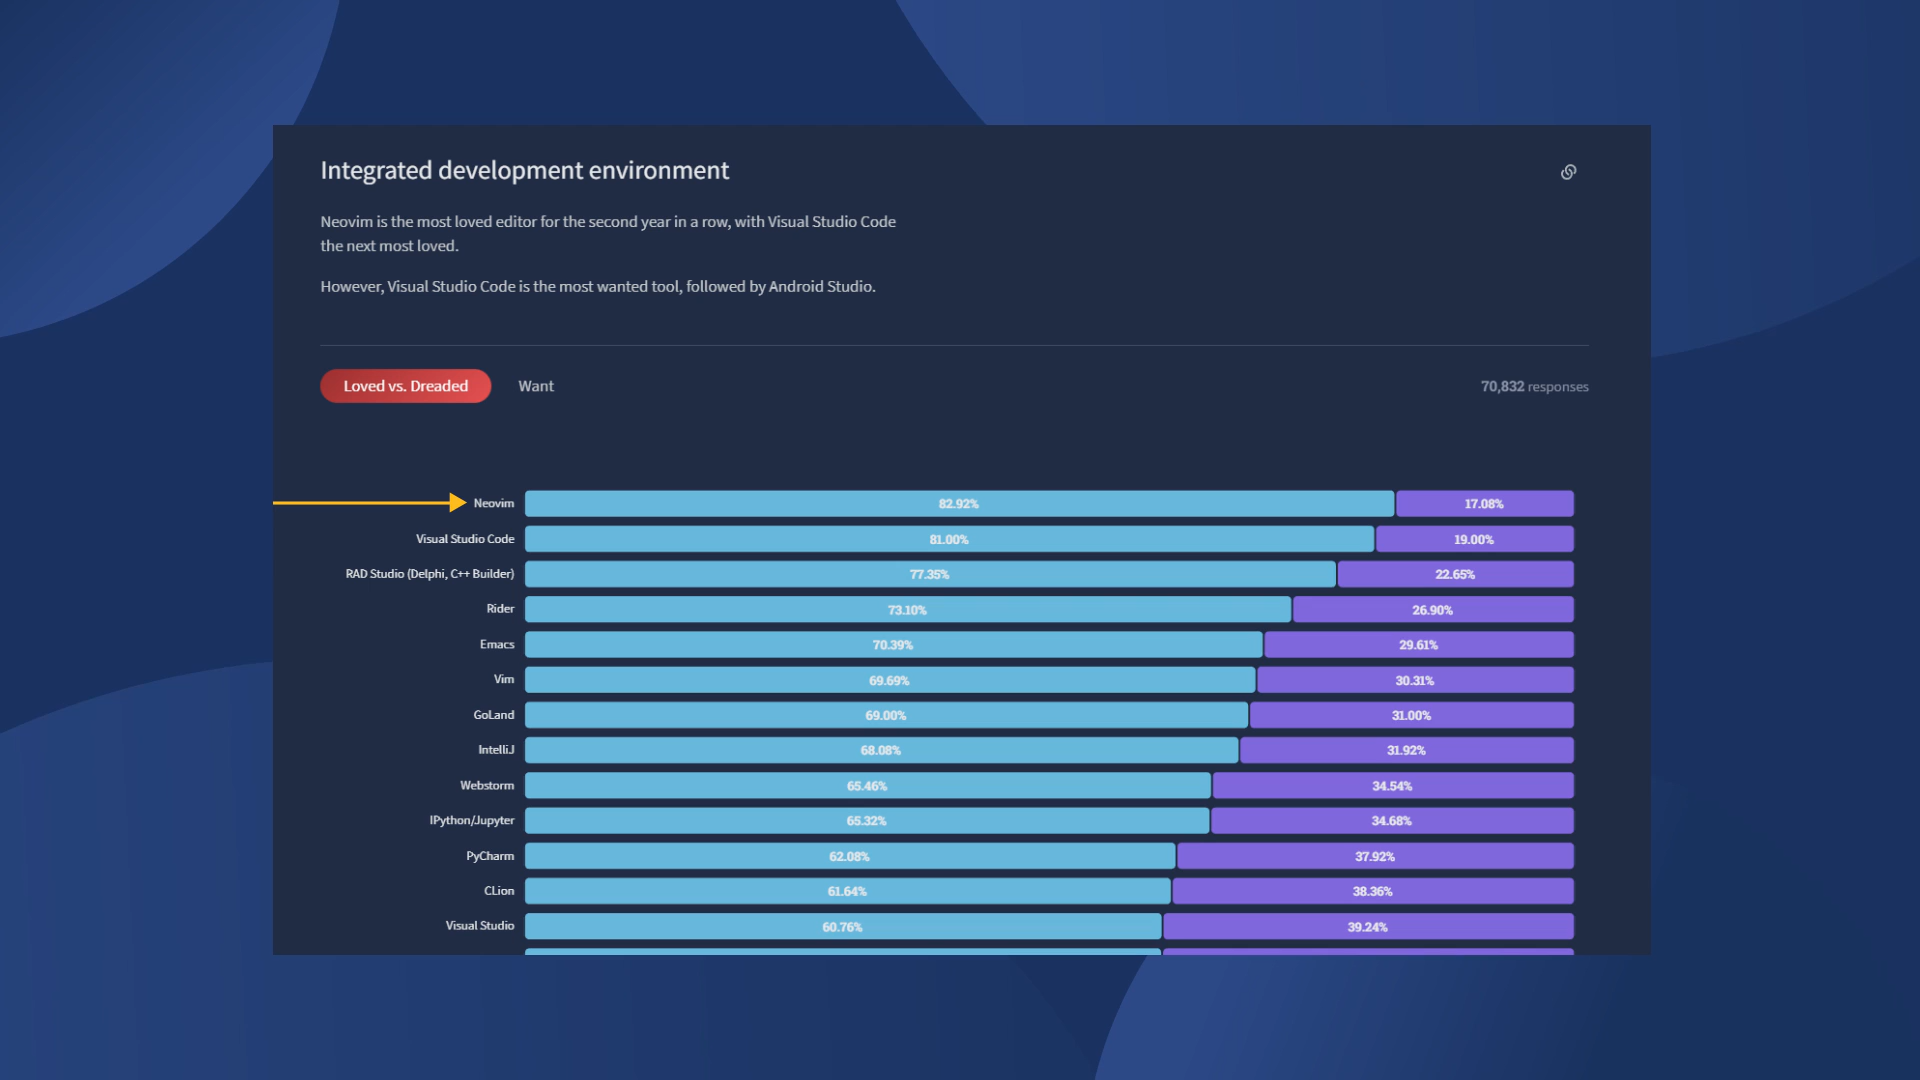 Integrated development environment
Neovim is the most loved editor for the second year in a row, with Visual Studio Code
the next most loved.
However, Visual Studio Code is the most wanted tool, followed by Android Studio.
Loved vs. Dreaded Want 70,832 responses
Neovim 82.92% 17.08%
Visual Studio Code 81.00% 19.00%
RAD Studio (Delphi, C++ Builder) 77.35% 22.65%
Rider 73.10% 26.90%
Emacs 70.39% 29.61%
Vim 69.69% 30.31%
GoLand 69.00% 31.00%
IntelliJ 68.08% 31.92%
Webstorm 65.46% 34.54%
IPython/Jupyter 65.32% 34.68%
PyCharm 62.08% 37.92%
CLion 61.64% 38.36%
Visual Studio 60.76% 39.24%